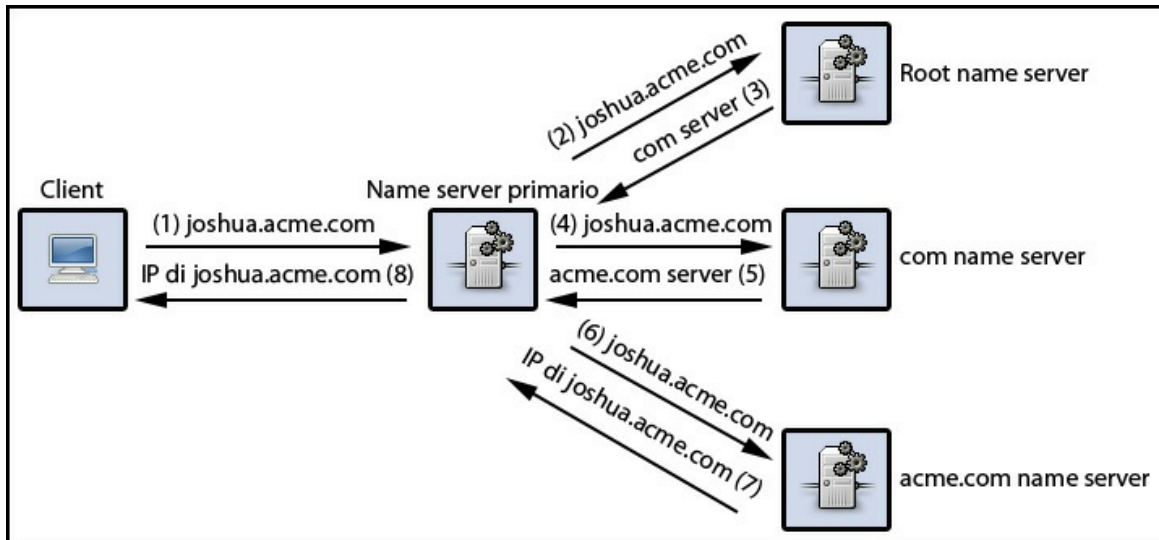 (2) joshua.acme.com
com server (3)
Root name server
Client
Name server primario
(1) joshua.acme.com
IP di joshua.acme.com (8)
(4) joshua.acme.com
acme.com server (5)
com name server
(6) joshua.acme.com
IP di joshua.acme.com (7)
acme.com name server